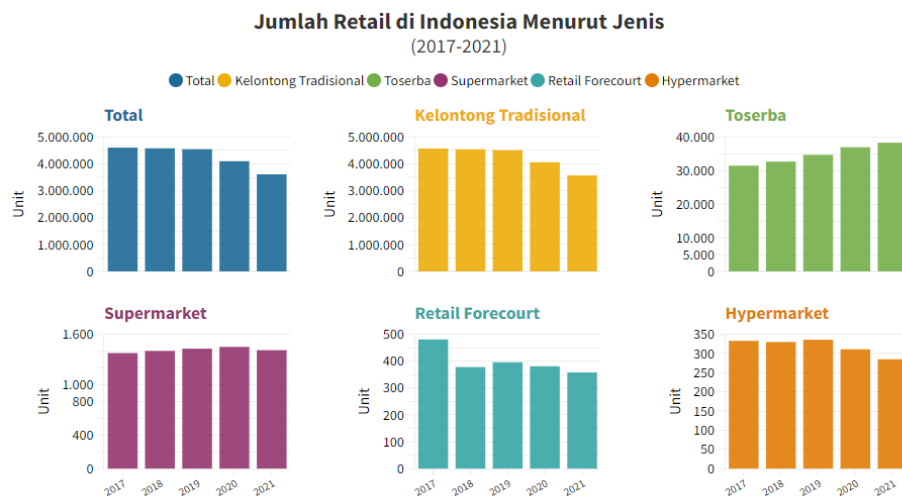 Jumlah Retail di Indonesia Menurut Jenis
(2017-2021)
Total Kelontong Tradisional Toserba Supermarket Retail Forecourt Hypermarket
Total
5.000.000
4.000.000
3.000.000
2.000.000
1.000.000
0
Unit
Kelontong Tradisional
5.000.000
4.000.000
3.000.000
2.000.000
1.000.000
0
Unit
Toserba
40.000
30.000
20.000
10.000
5.000
0
Unit
Supermarket
1.600
1.000
800
400
0
Unit
2017 2018 2019 2020 2021
Retail Forecourt
500
400
300
200
100
0
Unit
2017 2018 2019 2020 2021
Hypermarket
350
300
250
200
150
100
50
0
Unit
2017 2018 2019 2020 2021